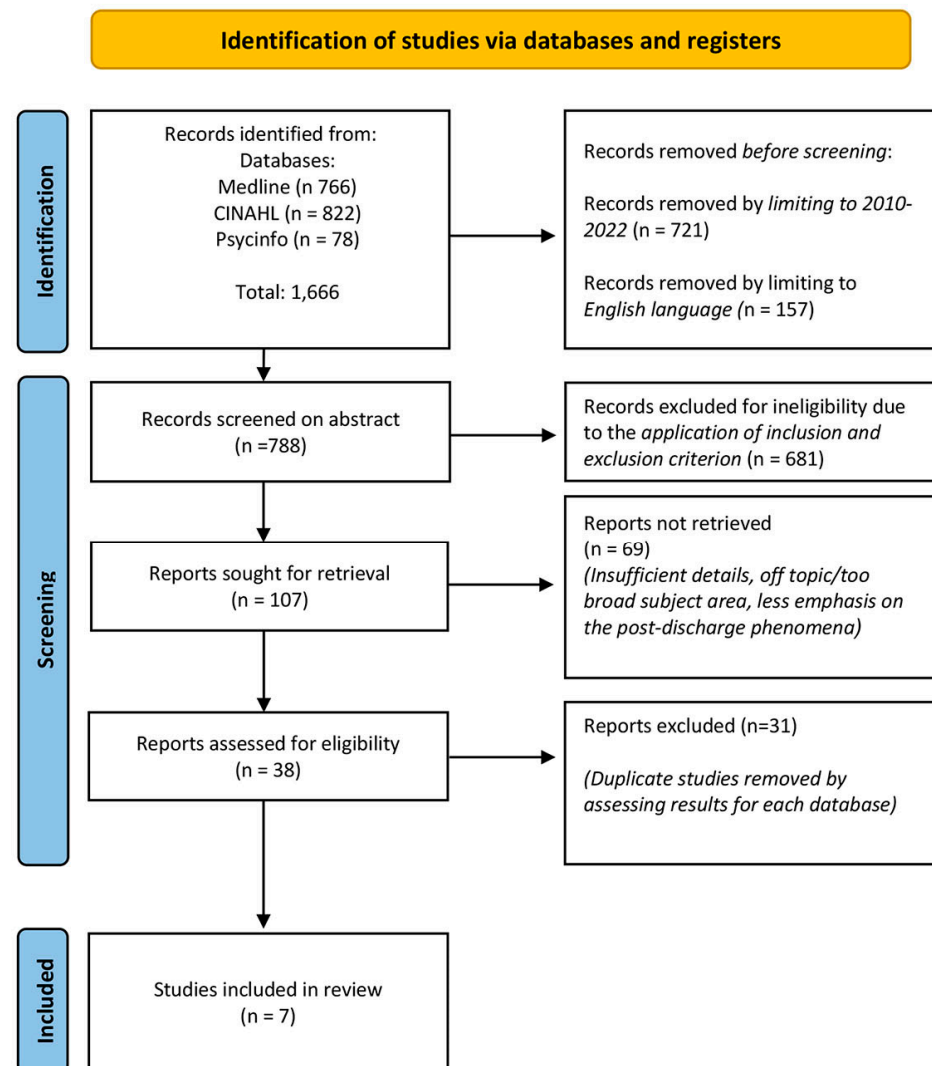 Identification of studies via databases and registers
Identification
Records identified from:
Databases:
Medline (n 766)
CINAHL (n = 822)
Psycinfo (n = 78)
Total: 1,666
Records removed before screening:
Records removed by limiting to 2010-
2022 (n = 721)
Records removed by limiting to
English language (n = 157)
Screening
Records screened on abstract
(n =788)
Records excluded for ineligibility due
to the application of inclusion and
exclusion criterion (n = 681)
Reports sought for retrieval
(n = 107)
Reports not retrieved
(n = 69)
(Insufficient details, off topic/too
broad subject area, less emphasis on
the post-discharge phenomena)
Reports assessed for eligibility
(n = 38)
Reports excluded (n=31)
(Duplicate studies removed by
assessing results for each database)
Included
Studies included in review
(n = 7)